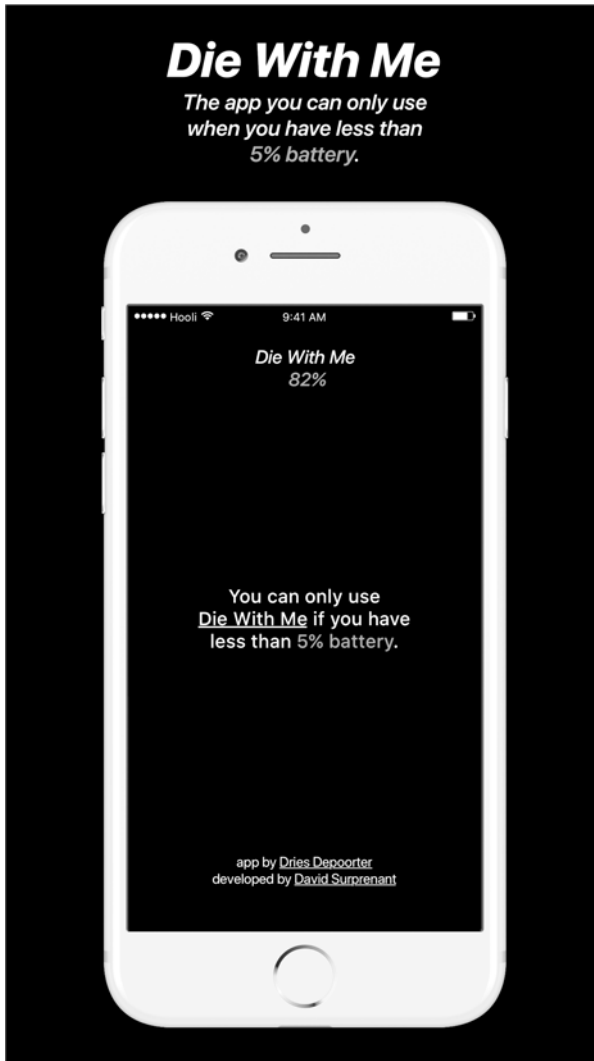 Die With Me
The app you can only use
when you have less than
5% battery.
Hooli 9:41 AM
Die With Me
82%
You can only use
Die With Me if you have
less than 5% battery.
app by Dries Depoorter
developed by David Surprenant